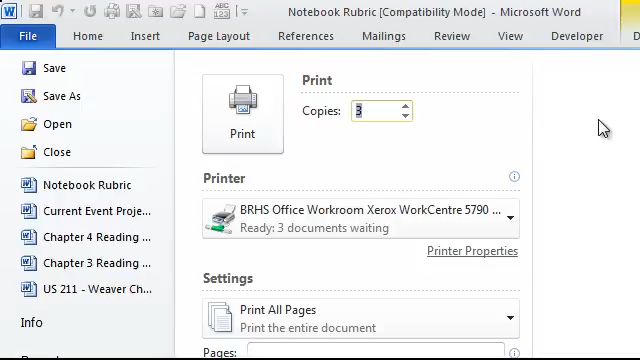 Notebook Rubric [Compatibility Mode] - Microsoft Word
File Home Insert Page Layout References Mailings Review View Developer
Save
Save As
Open
Close
Notebook Rubric
Current Event Proje...
Chapter 4 Reading ...
Chapter 3 Reading ...
US 211 - Weaver Ch...
Info
Print
Print
Copies: 3
Printer
BRHS Office Workroom Xerox WorkCentre 5790 ...
Ready: 3 documents waiting
Printer Properties
Settings
Print All Pages
Print the entire document
Pages: